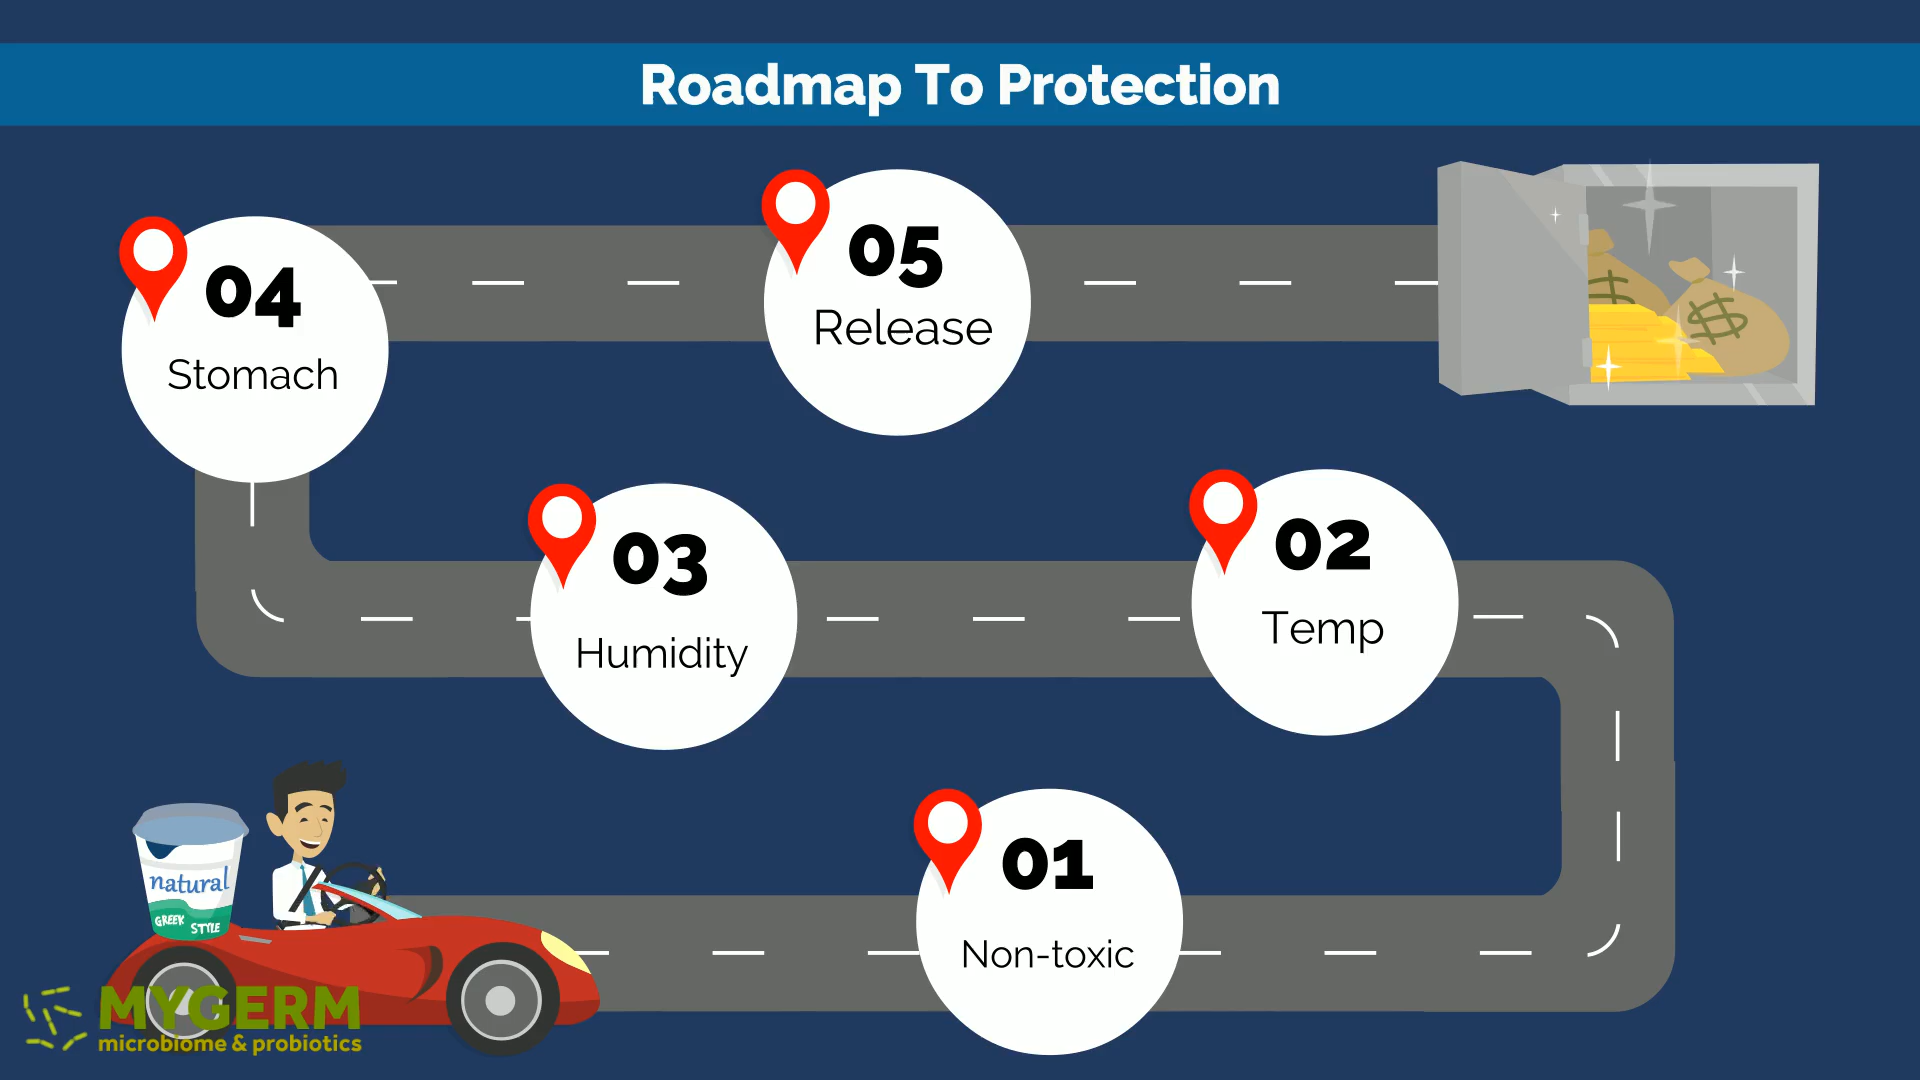 Roadmap To Protection
04
Stomach
05
Release
$
$
03
Humidity
02
Temp
01
Non-toxic
natural
GREEK STYLE
MYGERM
microbiome & probiotics